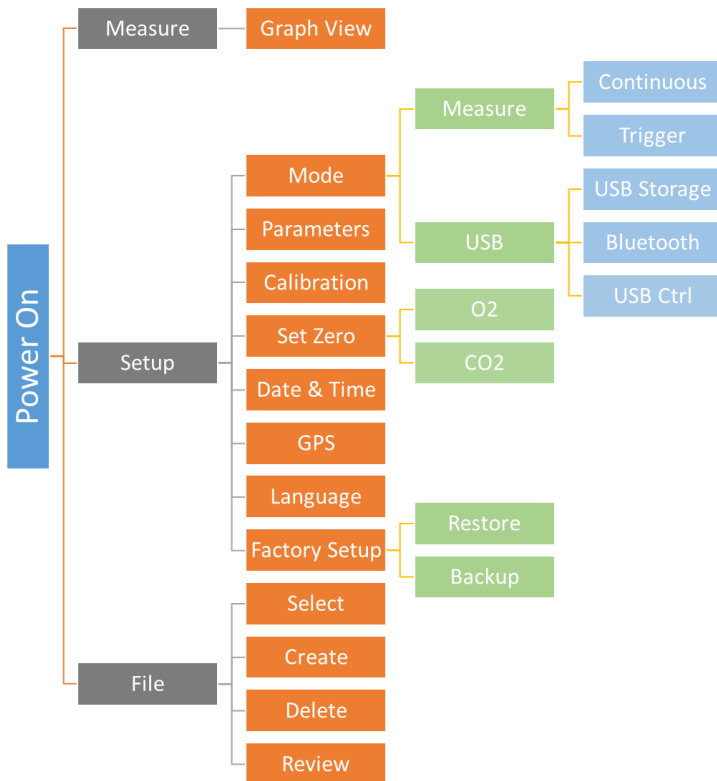 Power On
Measure
Graph View
Setup
Mode
Measure
Continuous
Trigger
USB
USB Storage
Bluetooth
USB Ctrl
Parameters
Calibration
Set Zero
O2
CO2
Date & Time
GPS
Language
Factory Setup
Restore
Backup
File
Select
Create
Delete
Review